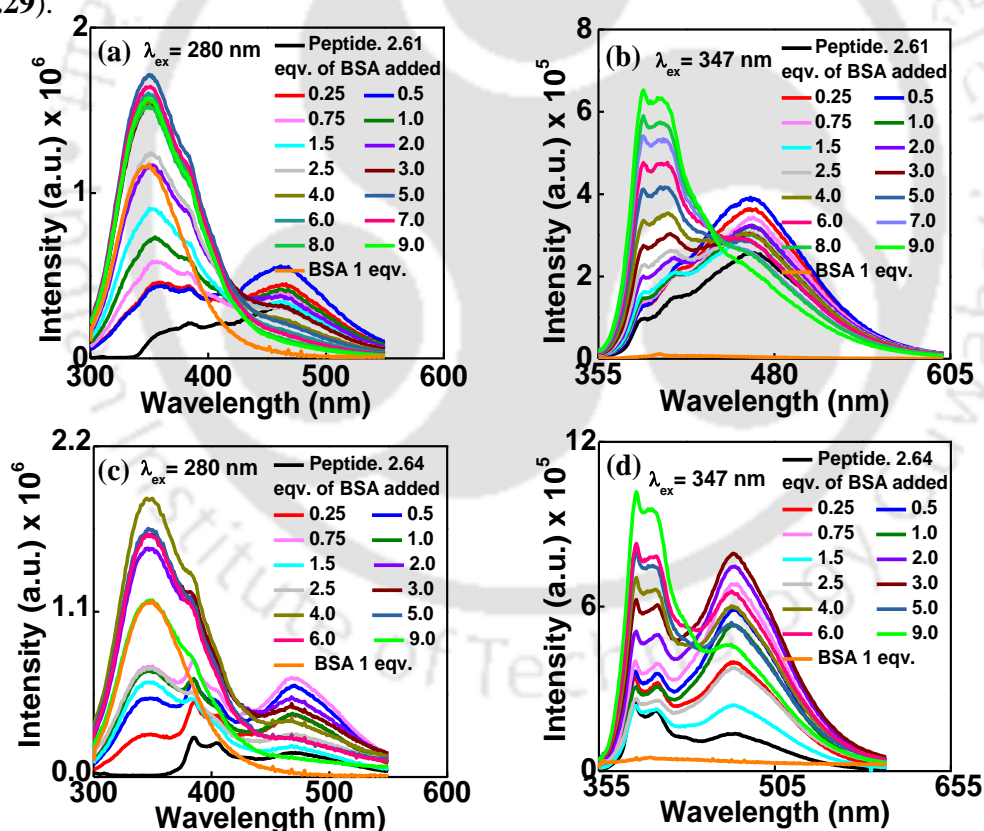 .29).
(a) λex = 280 nm
Peptide. 2.61
eqv. of BSA added
0.25 0.5
0.75 1.0
1.5 2.0
2.5 3.0
4.0 5.0
6.0 7.0
8.0 9.0
BSA 1 eqv.
2
1
0
300 400 500 600
Wavelength (nm)
Intensity (a.u.) x 10^6
(b) λex = 347 nm
Peptide. 2.61
eqv. of BSA added
0.25 0.5
0.75 1.0
1.5 2.0
2.5 3.0
4.0 5.0
6.0 7.0
8.0 9.0
BSA 1 eqv.
8
6
4
2
0
355 480 605
Wavelength (nm)
Intensity (a.u.) x 10^5
(c) λex = 280 nm
Peptide. 2.64
eqv. of BSA added
0.25 0.5
0.75 1.0
1.5 2.0
2.5 3.0
4.0 5.0
6.0 9.0
BSA 1 eqv.
2.2
1.1
0.0
300 400 500 600
Wavelength (nm)
Intensity (a.u.) x 10^6
(d) λex = 347 nm
Peptide. 2.64
eqv. of BSA added
0.25 0.5
0.75 1.0
1.5 2.0
2.5 3.0
4.0 5.0
6.0 9.0
BSA 1 eqv.
12
6
0
355 505 655
Wavelength (nm)
Intensity (a.u.) x 10^5
stitute of Technology